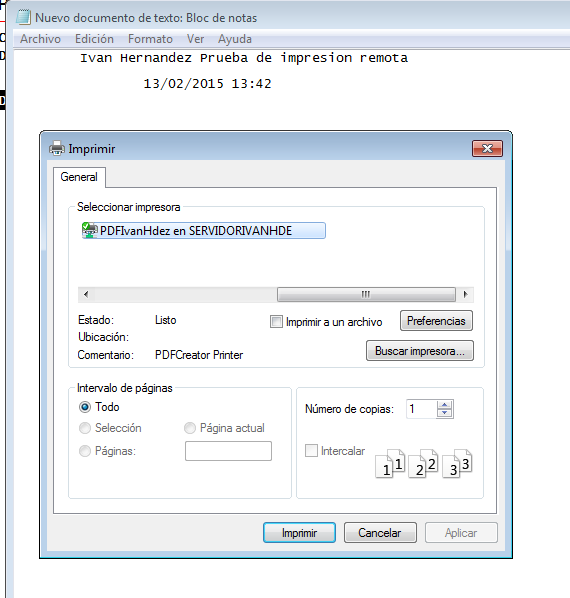 Nuevo documento de texto: Bloc de notas
Archivo Edición Formato Ver Ayuda
Ivan Hernandez Prueba de impresion remota
13/02/2015 13:42
Imprimir
General
Seleccionar impresora
PDFIvanHdez en SERVIDORIVANHDE
Estado: Listo
Imprimir a un archivo
Preferencias
Ubicación:
Comentario: PDFCreator Printer
Buscar impresora...
Intervalo de páginas
Todo
Selección Página actual
Páginas:
Número de copias: 1
Intercalar
1 1 2 2 3 3
Imprimir Cancelar Aplicar